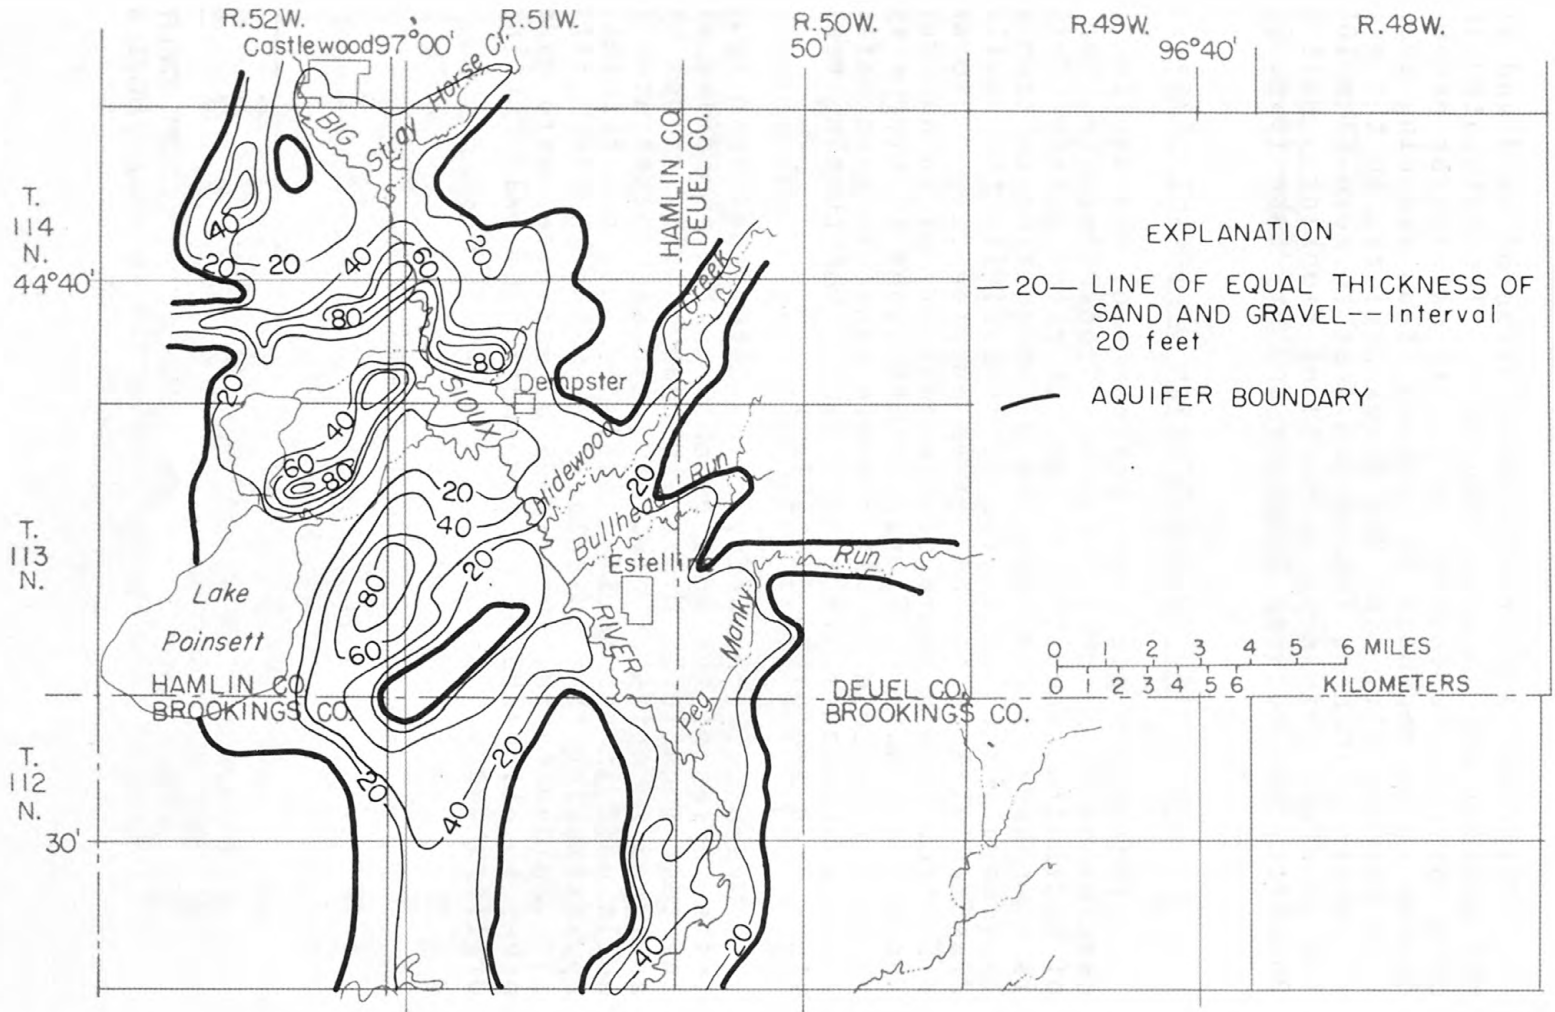 R.52W.
R.51W.
R.50W.
R.49W.
R.48W.
Castlewood 97°00'
50'
96°40'
BIG
Stray Horse Cr.
HAMLIN CO.
DEUEL CO.
T.
114
N.
44°40'
40
20
20
40
60
20
80
80
Creek
EXPLANATION
—20— LINE OF EQUAL THICKNESS OF
SAND AND GRAVEL--Interval
20 feet
AQUIFER BOUNDARY
20
SIOUX
Dempster
40
60
80
Hidewood
20
Bullhead Run
20
40
T.
113
N.
80
20
60
Estelline
Run
Lake
Poinsett
RIVER
Monky
Peg
0 1 2 3 4 5 6 MILES
0 1 2 3 4 5 6 KILOMETERS
HAMLIN CO.
BROOKINGS CO.
DEUEL CO.
BROOKINGS CO.
T.
112
N.
20
20
40
30'
40
20